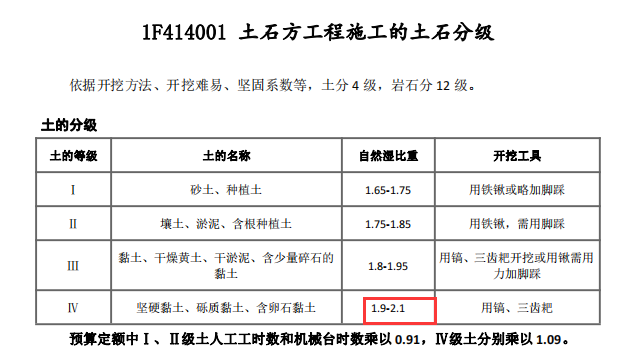 1F414001 土石方工程施工的土石分级
依据开挖方法、开挖难易、坚固系数等，土分 4 级，岩石分 12 级。
土的分级
土的等级 土的名称 自然湿比重 开挖工具
Ⅰ 砂土、种植土 1.65-1.75 用铁锹或略加脚踩
Ⅱ 壤土、淤泥、含根种植土 1.75-1.85 用铁锹，需用脚踩
Ⅲ 黏土、干燥黄土、干淤泥、含少量碎石的黏土 1.8-1.95 用镐、三齿耙开挖或用锹需用力加脚踩
Ⅳ 坚硬黏土、砾质黏土、含卵石黏土 1.9-2.1 用镐、三齿耙
预算定额中Ⅰ、Ⅱ级土人工工时数和机械台时数乘以 0.91，Ⅳ级土分别乘以 1.09。